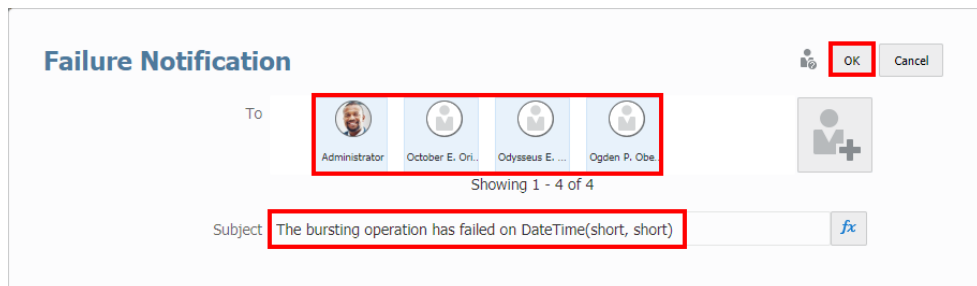 Failure Notification
OK
Cancel
To
Administrator
October E. Ori..
Odysseus E. ...
Ogden P. Obe..
Showing 1 - 4 of 4
Subject
The bursting operation has failed on DateTime(short, short)
fx